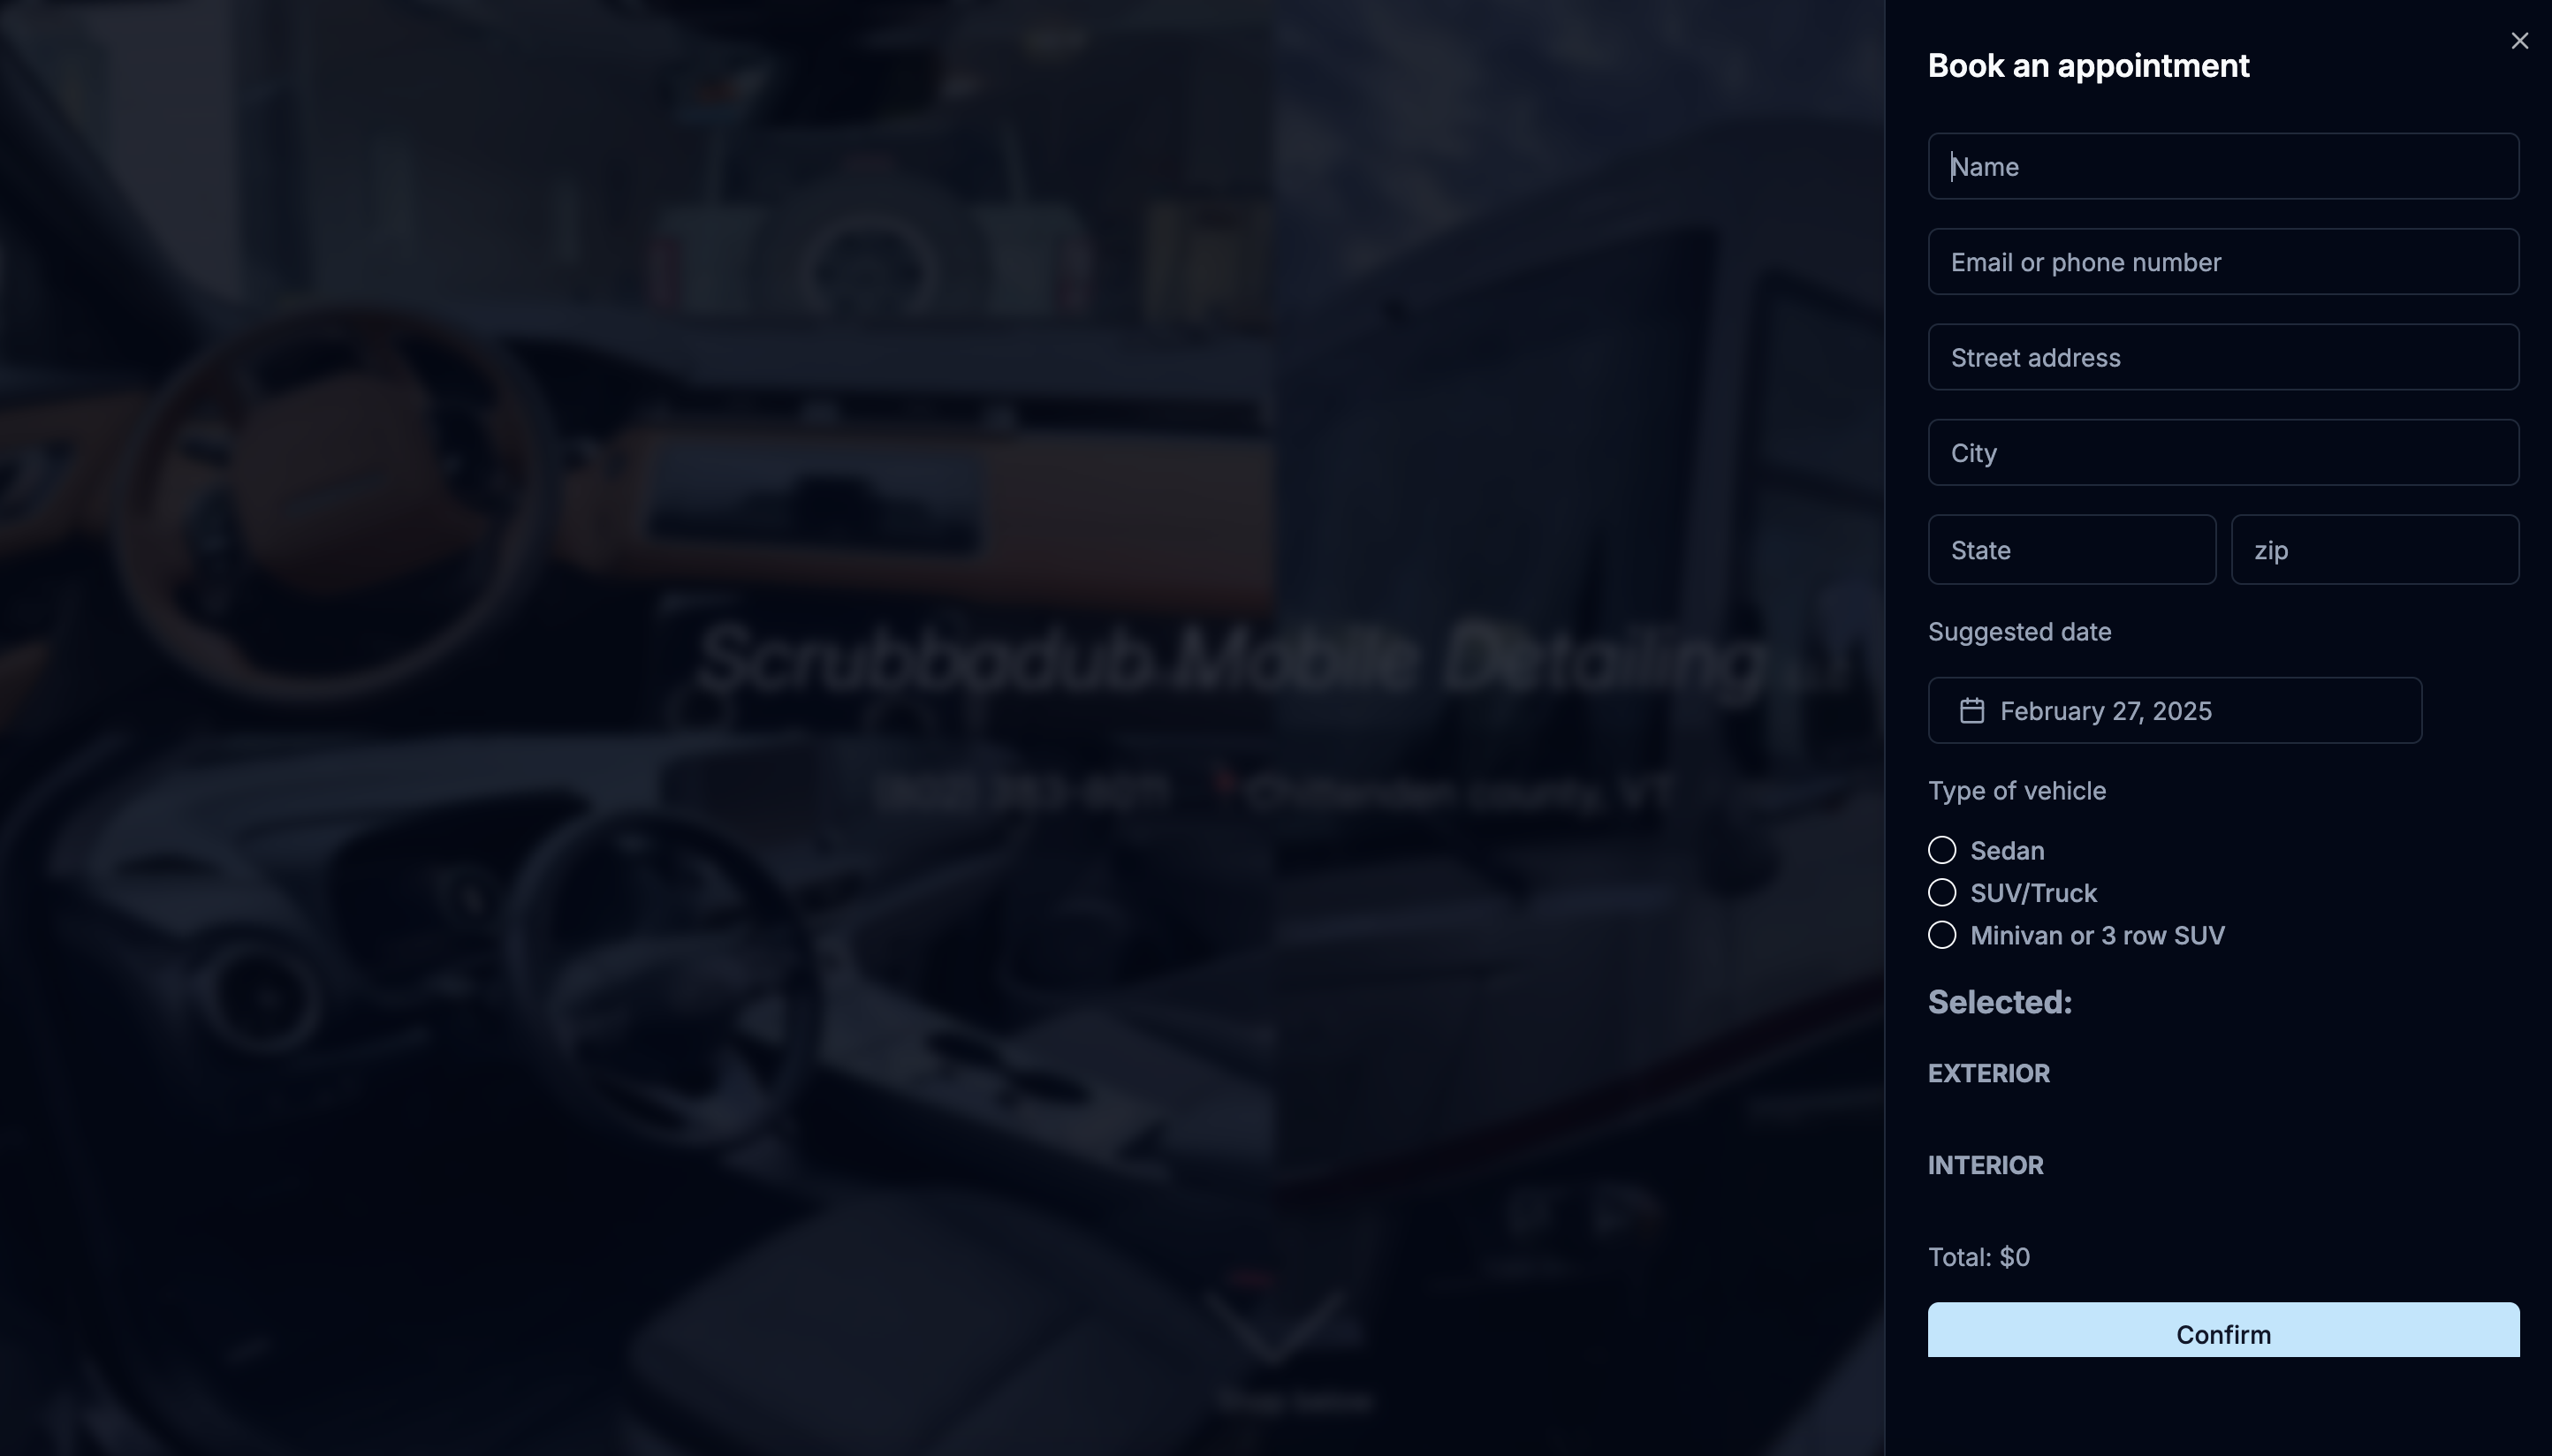 Book an appointment
Name
Email or phone number
Street address
City
State
zip
Suggested date
February 27, 2025
Type of vehicle
Sedan
SUV/Truck
Minivan or 3 row SUV
Selected:
EXTERIOR
INTERIOR
Total: $0
Confirm
Scrubbadub Mobile Detailing
Chittenden county, VT